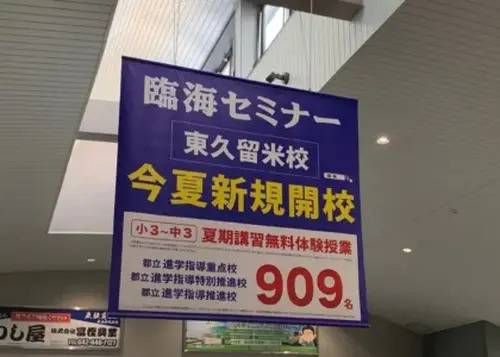 臨海セミナー
東久留米校
今夏新規開校
小3~中3 夏期講習無料体験授業
都立 進学指導重点校
都立 進学指導特別推進校
都立 進学指導推進校
909名
わし屋